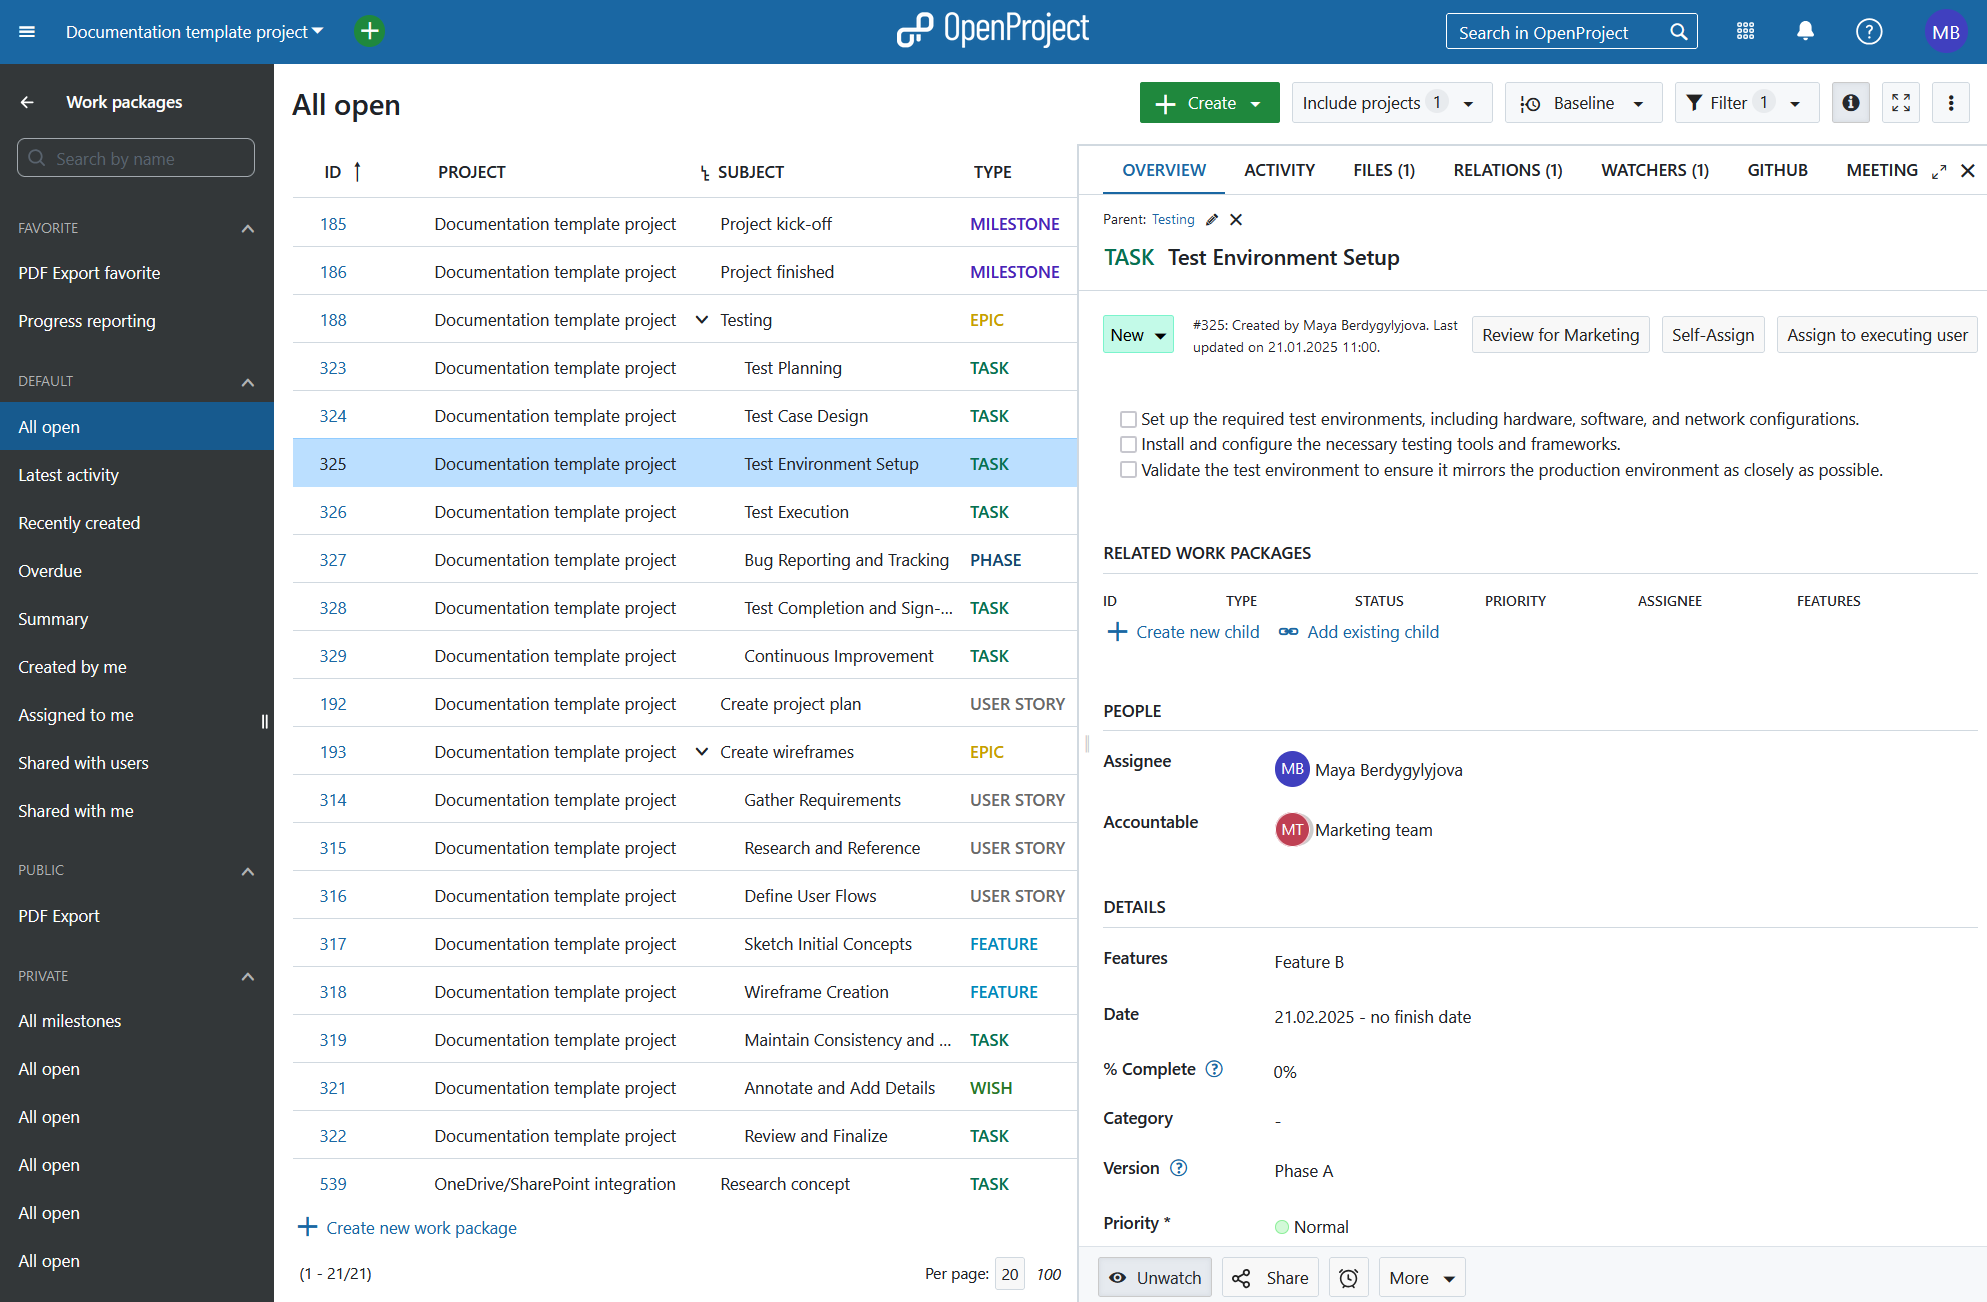 Documentation template project
OpenProject
Search in OpenProject
?
MB
Work packages
Search by name
FAVORITE
PDF Export favorite
Progress reporting
DEFAULT
All open
Latest activity
Recently created
Overdue
Summary
Created by me
Assigned to me
Shared with users
Shared with me
PUBLIC
PDF Export
PRIVATE
All milestones
All open
All open
All open
All open
All open
All open
Create
Include projects 1
Baseline
Filter 1
ID PROJECT SUBJECT TYPE
185 Documentation template project Project kick-off MILESTONE
186 Documentation template project Project finished MILESTONE
188 Documentation template project Testing EPIC
323 Documentation template project Test Planning TASK
324 Documentation template project Test Case Design TASK
325 Documentation template project Test Environment Setup TASK
326 Documentation template project Test Execution TASK
327 Documentation template project Bug Reporting and Tracking PHASE
328 Documentation template project Test Completion and Sign-... TASK
329 Documentation template project Continuous Improvement TASK
192 Documentation template project Create project plan USER STORY
193 Documentation template project Create wireframes EPIC
314 Documentation template project Gather Requirements USER STORY
315 Documentation template project Research and Reference USER STORY
316 Documentation template project Define User Flows USER STORY
317 Documentation template project Sketch Initial Concepts FEATURE
318 Documentation template project Wireframe Creation FEATURE
319 Documentation template project Maintain Consistency and ... TASK
321 Documentation template project Annotate and Add Details WISH
322 Documentation template project Review and Finalize TASK
539 OneDrive/SharePoint integration Research concept TASK
Create new work package
(1 - 21/21)
Per page: 20 100
OVERVIEW ACTIVITY FILES (1) RELATIONS (1) WATCHERS (1) GITHUB MEETING
Parent: Testing
TASK Test Environment Setup
New
#325: Created by Maya Berdygylyjova. Last
updated on 21.01.2025 11:00.
Review for Marketing
Self-Assign
Assign to executing user
Set up the required test environments, including hardware, software, and network configurations.
Install and configure the necessary testing tools and frameworks.
Validate the test environment to ensure it mirrors the production environment as closely as possible.
RELATED WORK PACKAGES
ID TYPE STATUS PRIORITY ASSIGNEE FEATURES
Create new child Add existing child
PEOPLE
Assignee MB Maya Berdygylyjova
Accountable MT Marketing team
DETAILS
Features Feature B
Date 21.02.2025 - no finish date
% Complete ? 0%
Category -
Version ? Phase A
Priority * Normal
Unwatch
Share
More